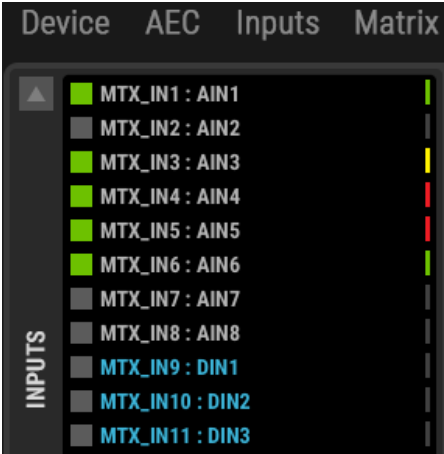 Device AEC Inputs Matrix
MTX_IN1 : AIN1
MTX_IN2 : AIN2
MTX_IN3 : AIN3
MTX_IN4 : AIN4
MTX_IN5 : AIN5
MTX_IN6 : AIN6
MTX_IN7 : AIN7
MTX_IN8 : AIN8
MTX_IN9 : DIN1
MTX_IN10 : DIN2
MTX_IN11 : DIN3
INPUTS